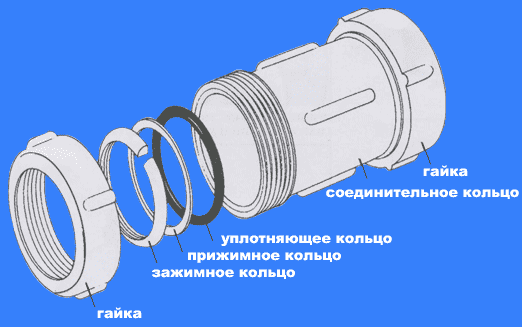 гайка
соединительное кольцо
уплотняющее кольцо
прижимное кольцо
зажимное кольцо
гайка